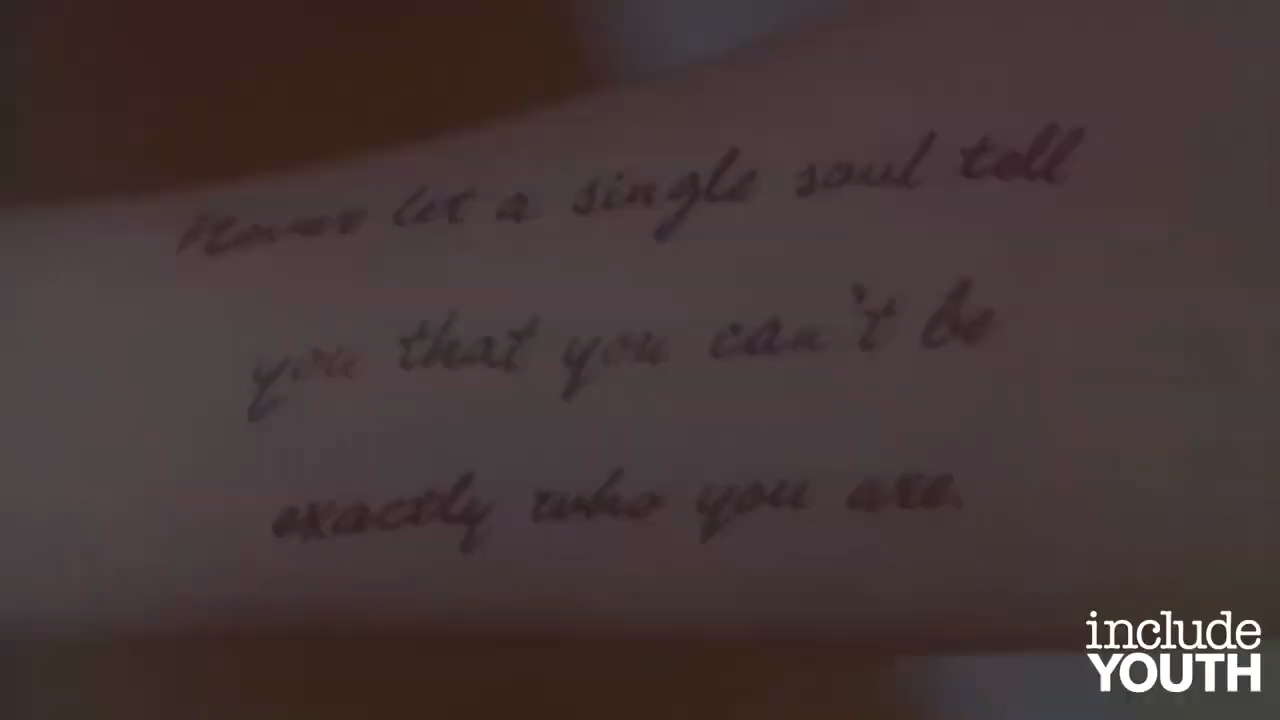 Never let a single soul tell
you that you can't be
exactly who you are.
include
YOUTH